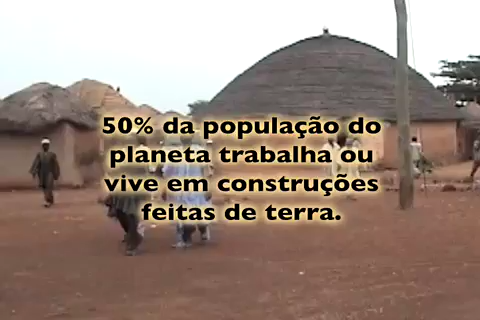 50% da população do
planeta trabalha ou
vive em construções
feitas de terra.